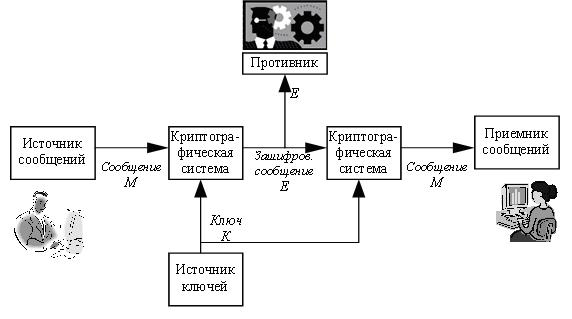 Противник
E
Источник
сообщений
Сообщение
M
Криптогра-
фическая
система
Зашифров.
сообщение
E
Криптогра-
фическая
система
Сообщение
M
Приемник
сообщений
Ключ
K
Источник
ключей